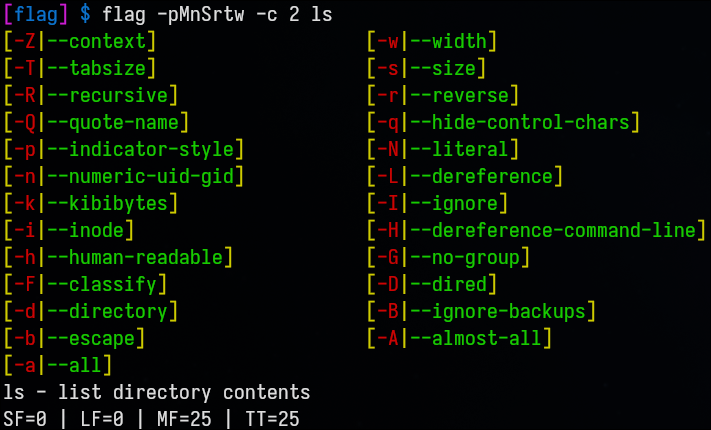 [flag] $ flag -pMnSrtw -c 2 ls
[-Z|--context] [-w|--width]
[-T|--tabsize] [-s|--size]
[-R|--recursive] [-r|--reverse]
[-Q|--quote-name] [-q|--hide-control-chars]
[-p|--indicator-style] [-N|--literal]
[-n|--numeric-uid-gid] [-L|--dereference]
[-k|--kibibytes] [-I|--ignore]
[-i|--inode] [-H|--dereference-command-line]
[-h|--human-readable] [-G|--no-group]
[-F|--classify] [-D|--dired]
[-d|--directory] [-B|--ignore-backups]
[-b|--escape] [-A|--almost-all]
[-a|--all]
ls - list directory contents
SF=0 | LF=0 | MF=25 | TT=25